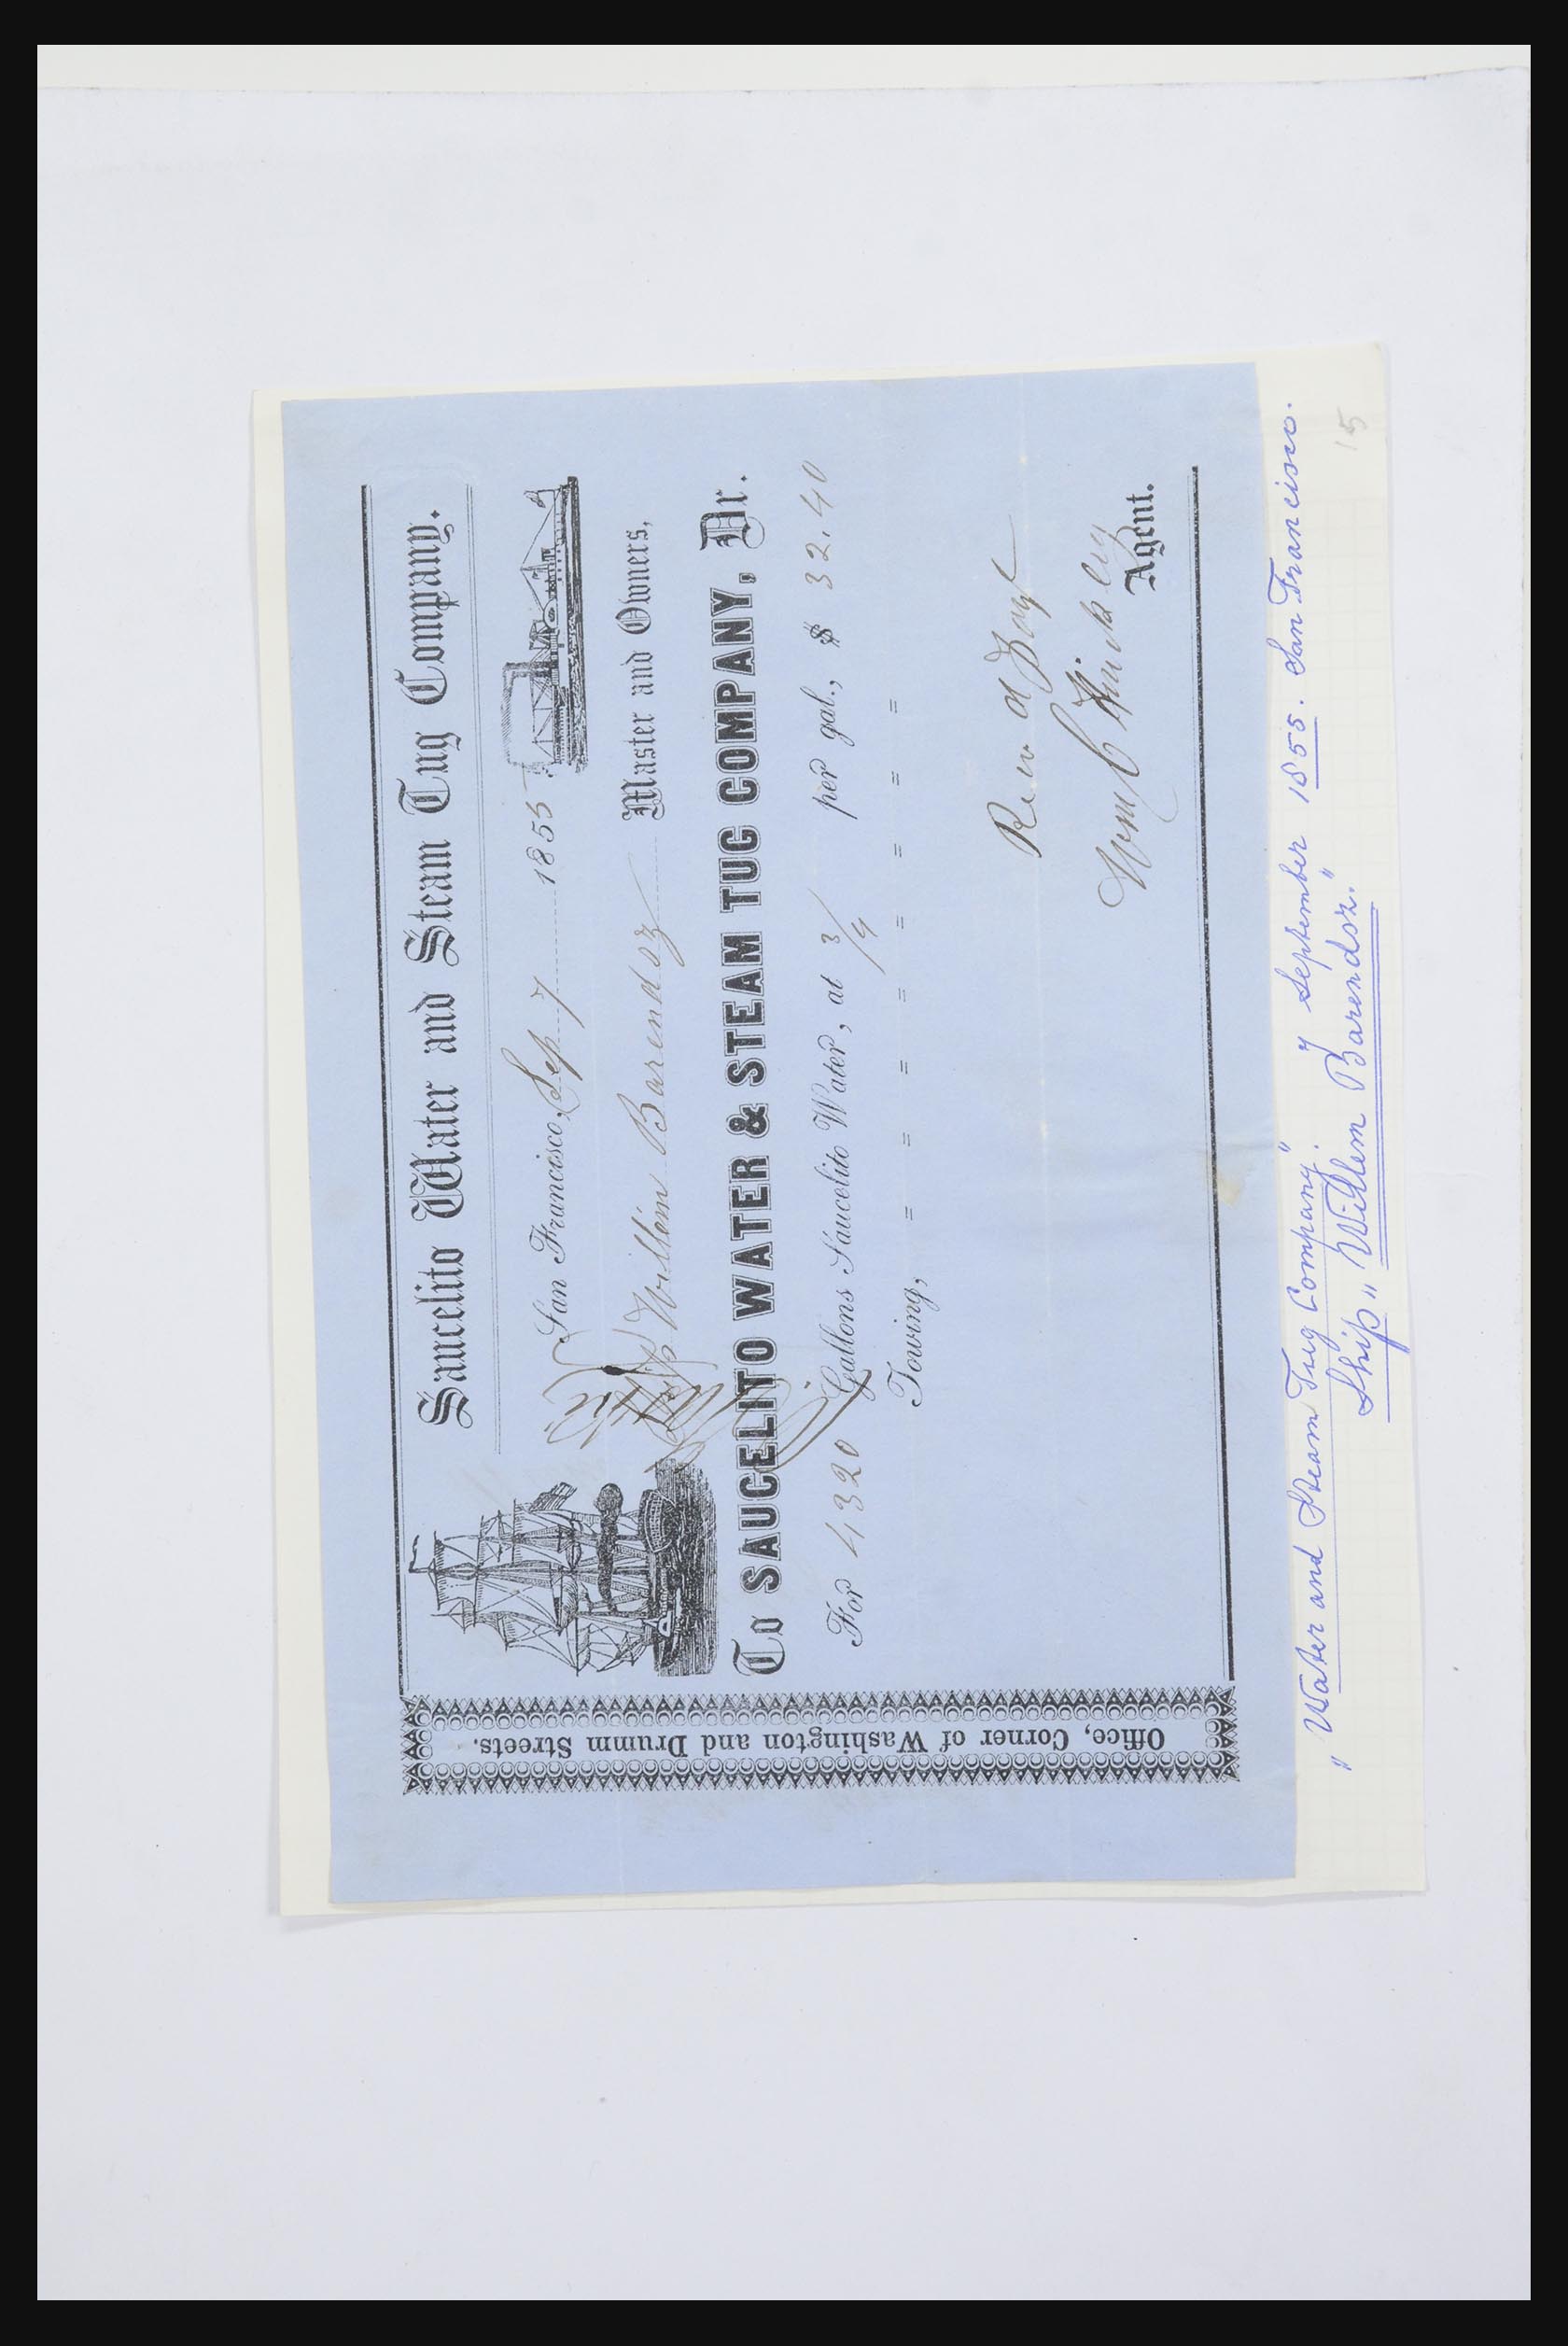 Saucelito Water and Steam Tug Company.
San Francisco, Sep 7 1855
Ship Willem Barendsz Master and Owners,
To SAUCELITO WATER & STEAM TUG COMPANY, Dr.
For 4320 Gallons Saucelito Water, at 3/4 per gal., $ 32.40
Towing, = = = = = = = =
Wm C Hinckley
Agent.
Office, Corner of Washington and Drumm Streets.
„Water and Steam Tug Company”. 7 September 1855. San Francisco.
Ship „Willem Barendsz.”
15